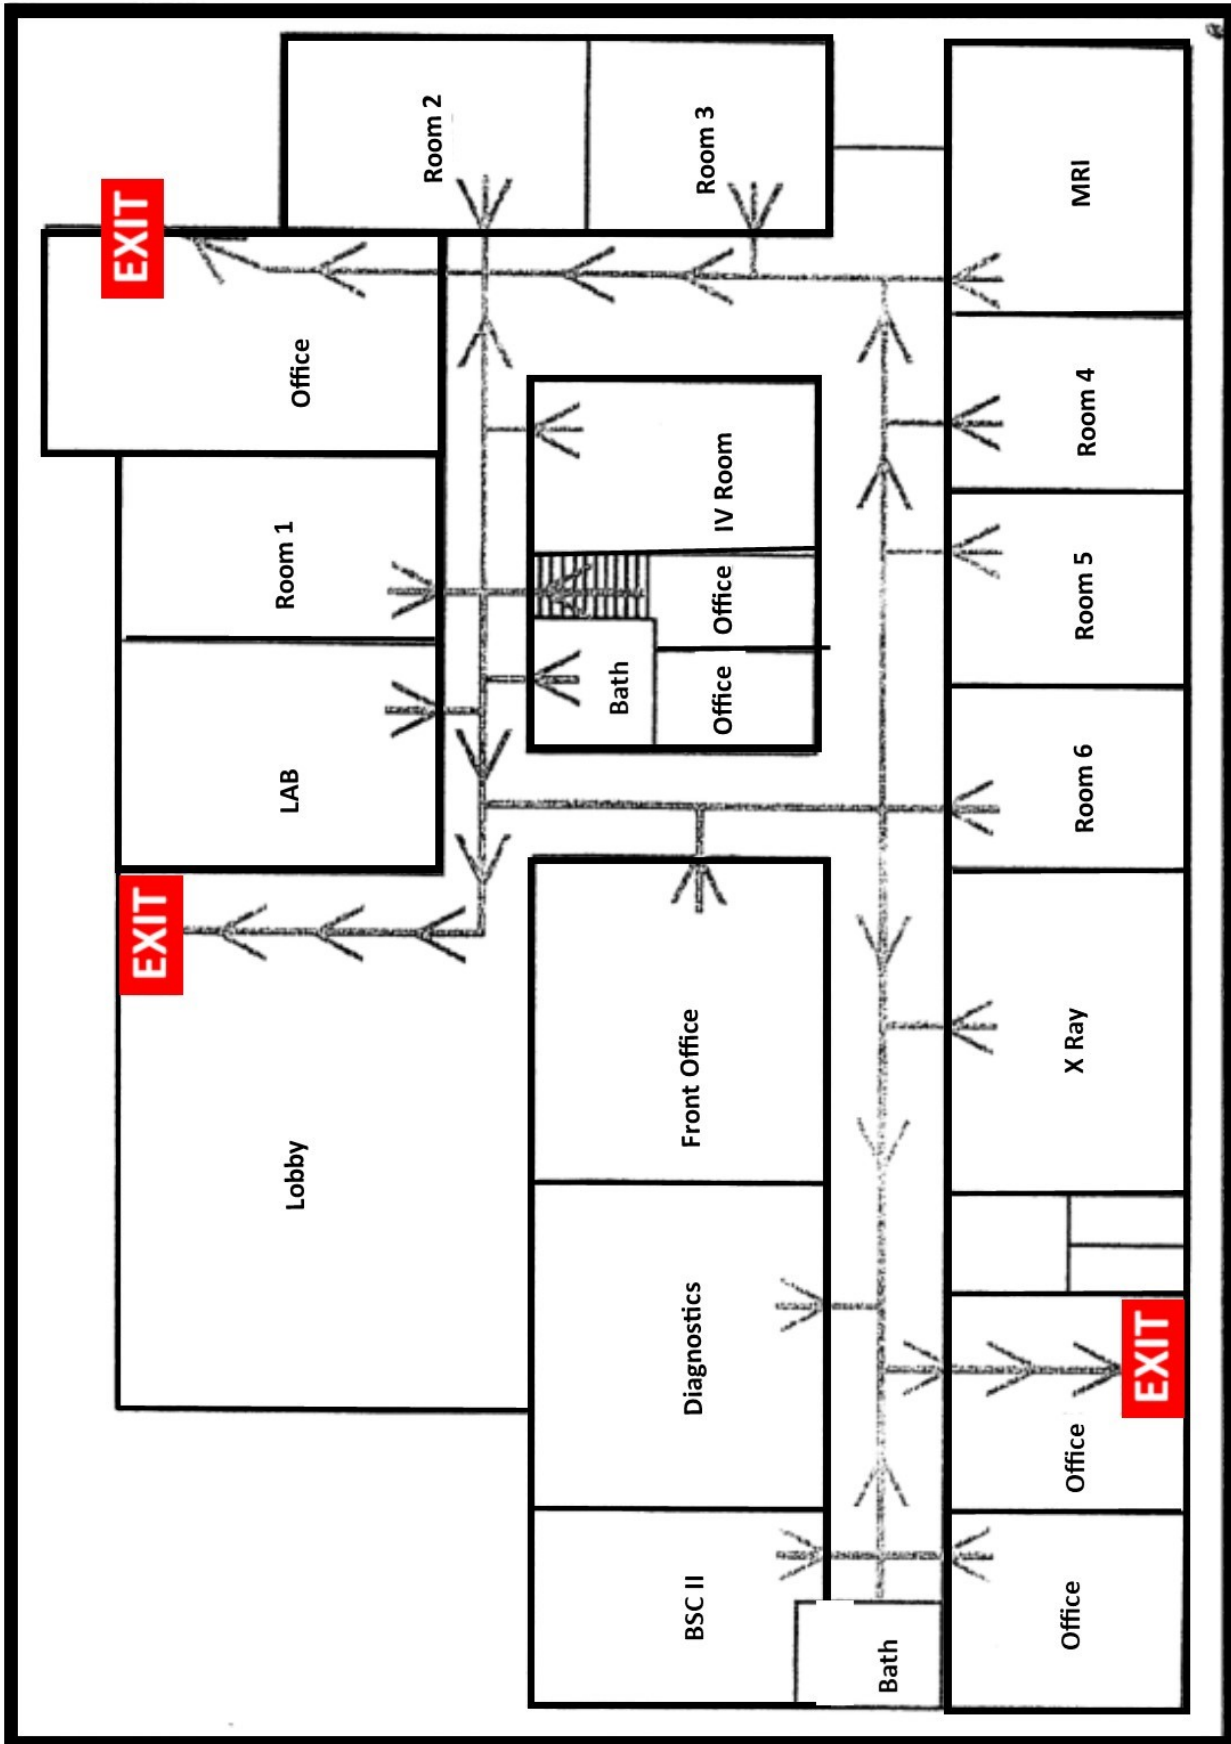 EXIT
Office
Room 2
Room 3
MRI
Room 1
LAB
IV Room
Office
Office
Bath
Room 4
Room 5
Room 6
EXIT
Lobby
Front Office
Diagnostics
BSC II
Bath
X Ray
EXIT
Office
Office